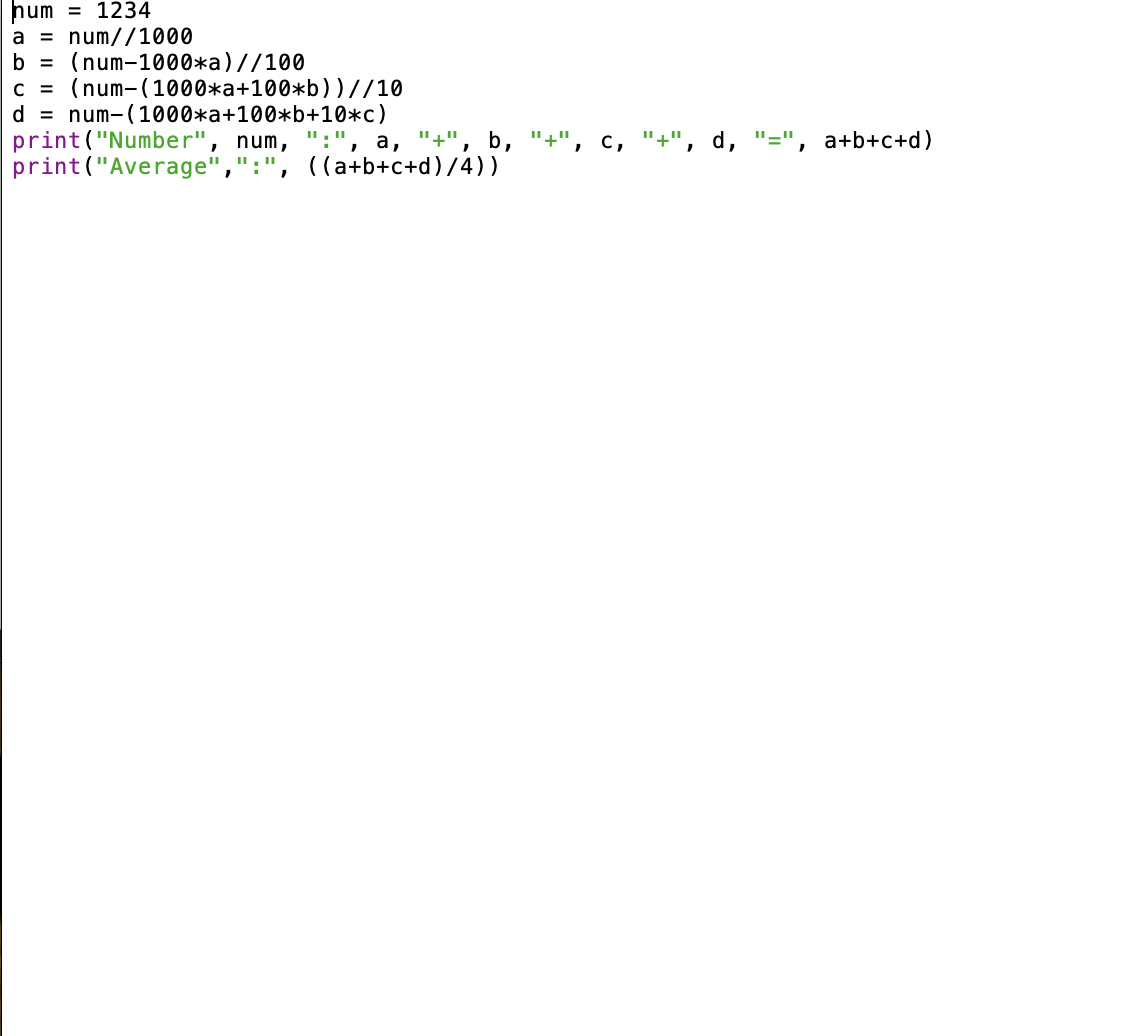 num = 1234
a = num//1000
b = (num-1000*a)//100
c = (num-(1000*a+100*b))//10
d = num-(1000*a+100*b+10*c)
print("Number", num, ":", a, "+", b, "+", c, "+", d, "=", a+b+c+d)
print("Average",":", ((a+b+c+d)/4))